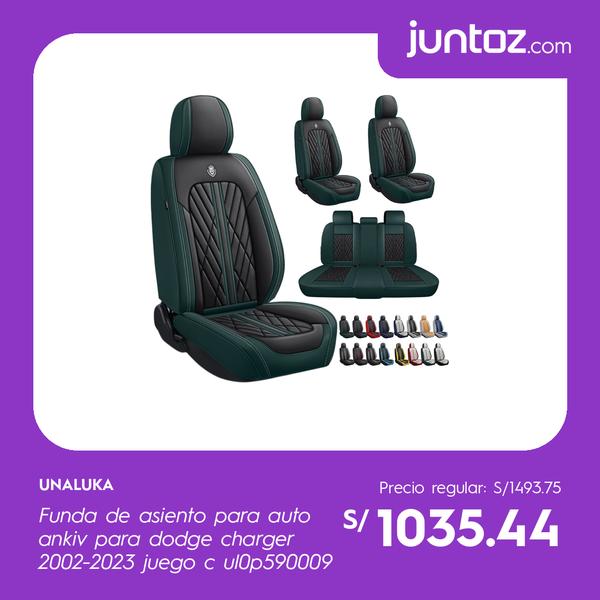 juntoz.com
UNALUKA
Funda de asiento para auto
ankiv para dodge charger
2002-2023 juego c ul0p590009
Precio regular: S/1493.75
S/ 1035.44